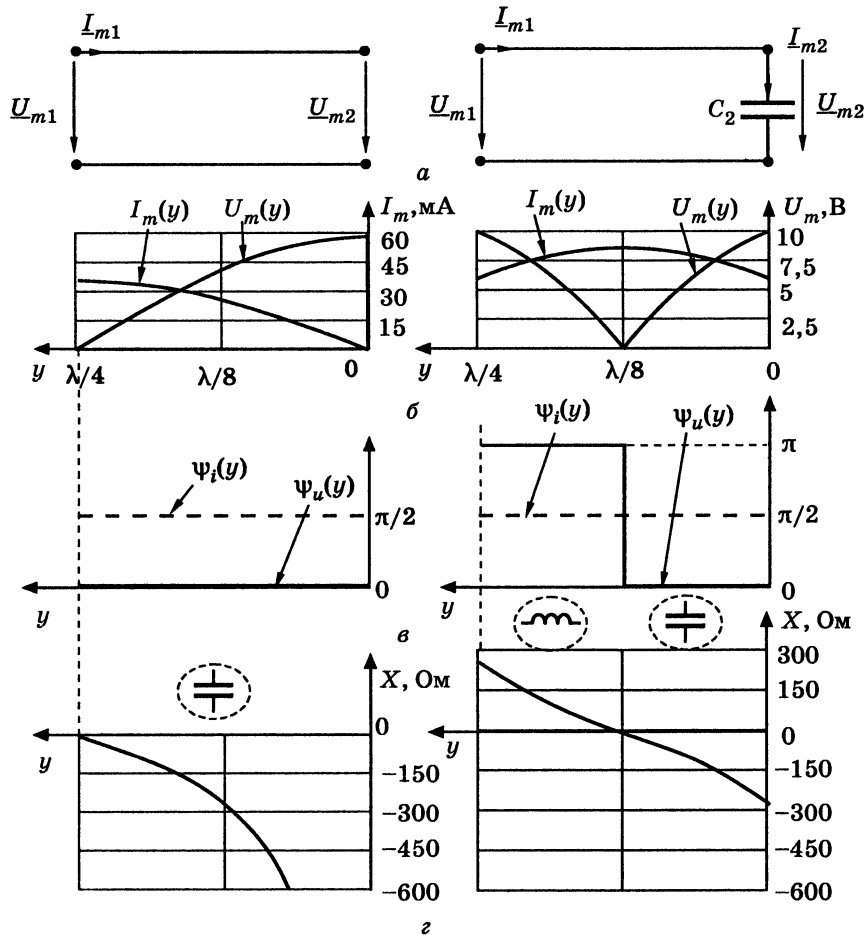 I_m1
U_m1
U_m2
I_m1
I_m2
U_m1
C_2
U_m2
а
I_m(y)
U_m(y)
I_m, мА
60
45
30
15
y
λ/4
λ/8
0
I_m(y)
U_m(y)
U_m, В
10
7,5
5
2,5
y
λ/4
λ/8
0
б
ψ_i(y)
ψ_u(y)
π/2
0
y
ψ_i(y)
ψ_u(y)
π
π/2
0
y
в
X, Ом
0
y
−150
−300
−450
−600
X, Ом
300
150
0
y
−150
−300
−450
−600
г